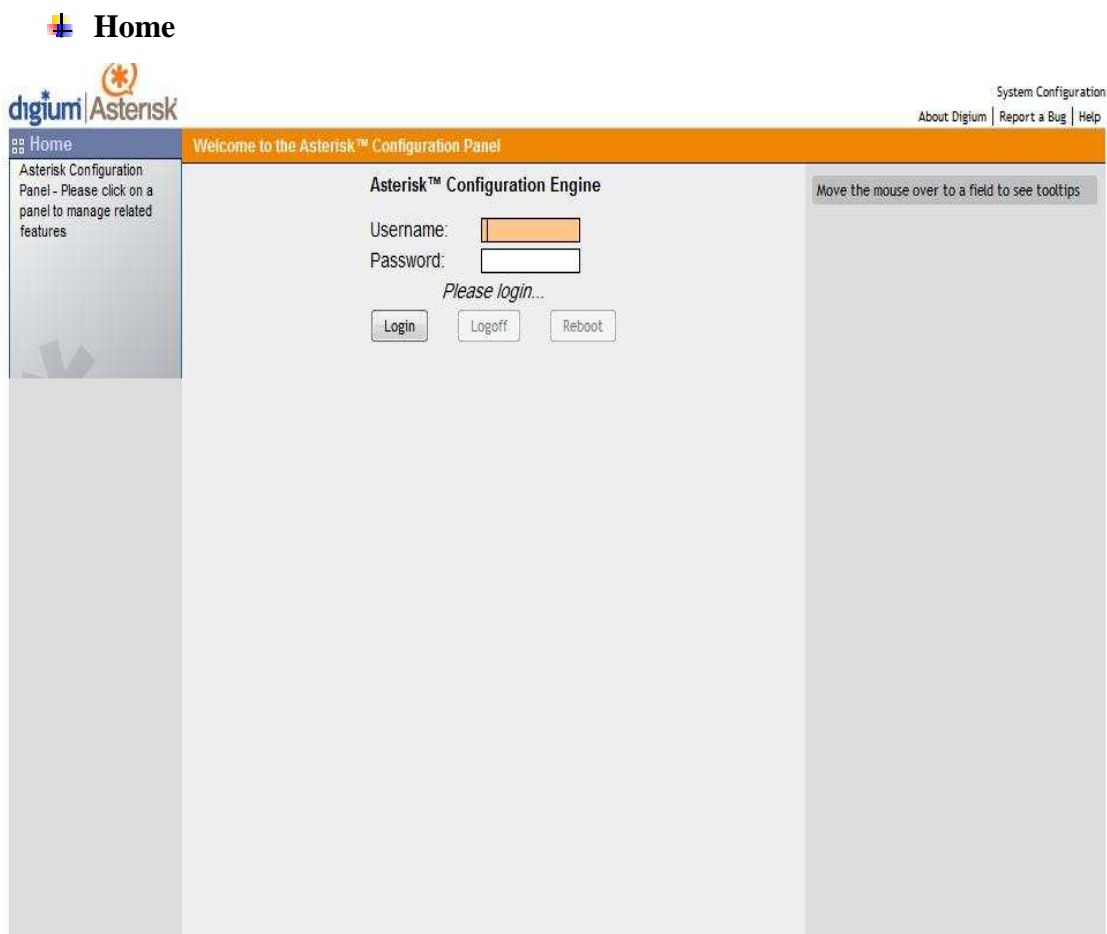 Home
digium Asterisk
System Configuration
About Digium | Report a Bug | Help
Home
Welcome to the Asterisk™ Configuration Panel
Asterisk Configuration
Panel - Please click on a
panel to manage related
features
Asterisk™ Configuration Engine
Username:
Password:
Please login...
Login Logoff Reboot
Move the mouse over to a field to see tooltips